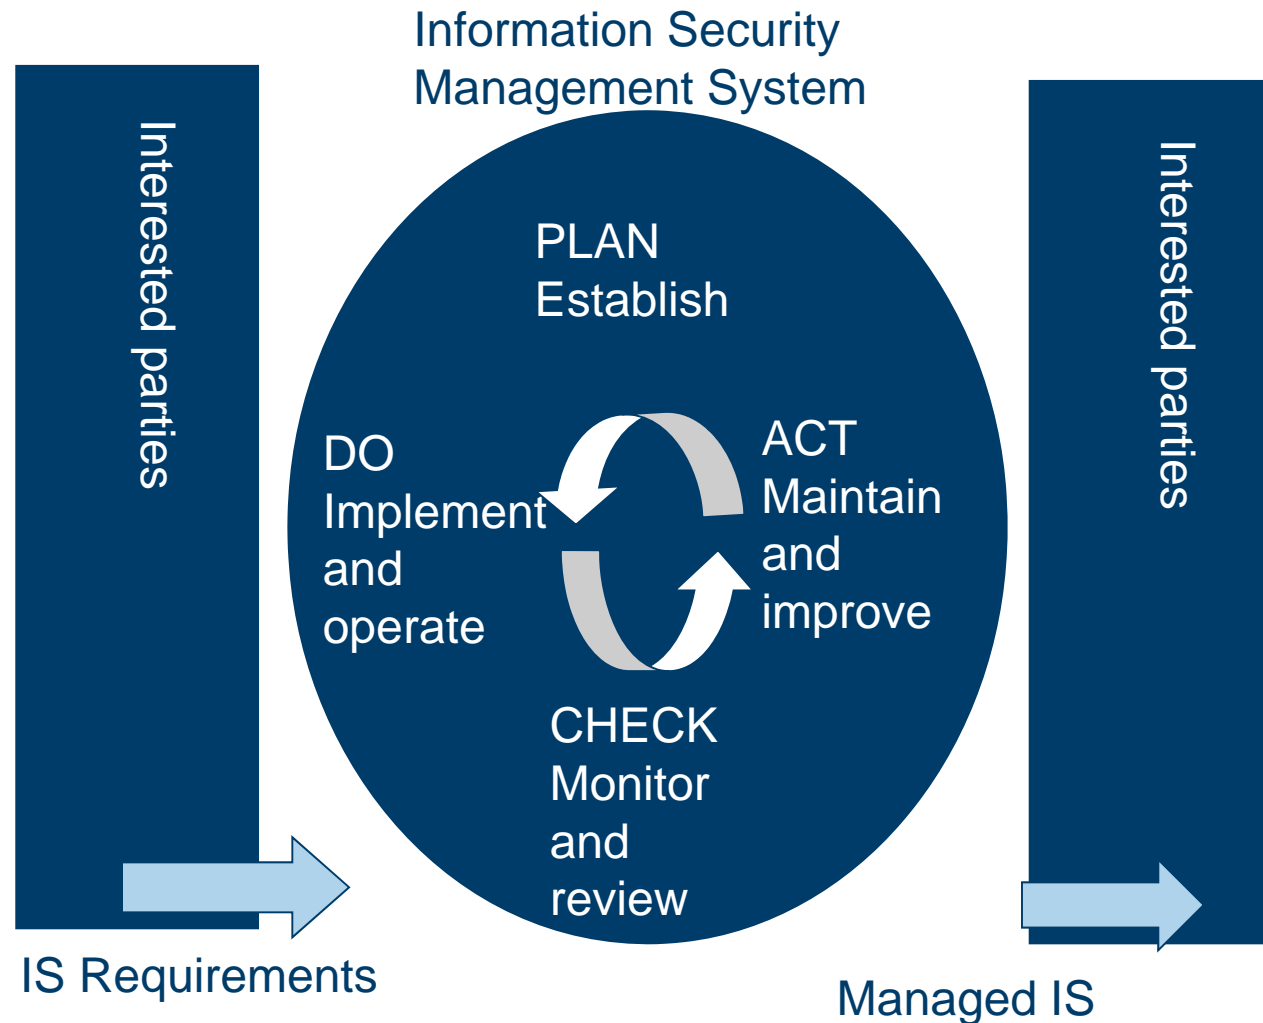 Information Security
Management System
Interested parties
PLAN
Establish
DO
Implement
and
operate
ACT
Maintain
and
improve
CHECK
Monitor
and
review
Interested parties
IS Requirements
Managed IS